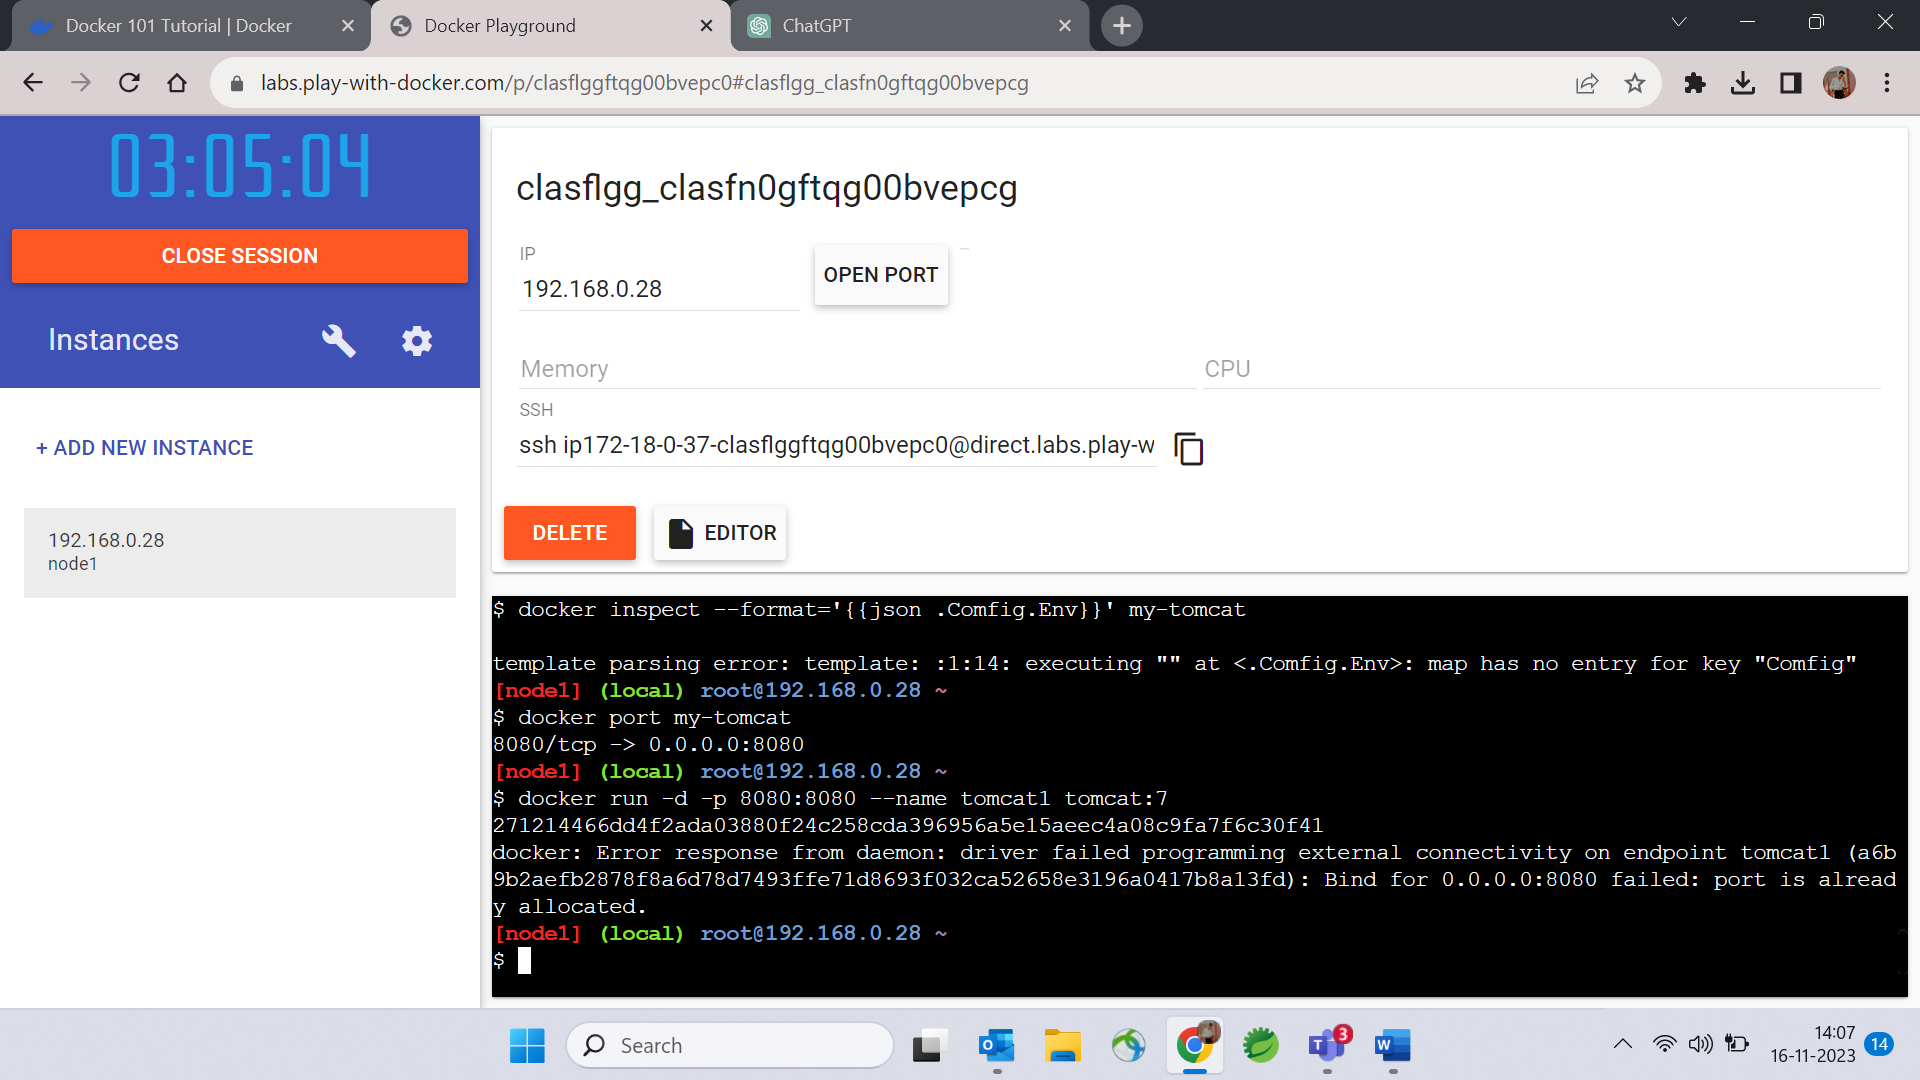 Docker 101 Tutorial | Docker
Docker Playground
ChatGPT
labs.play-with-docker.com/p/clasflggftqg00bvepc0#clasflgg_clasfn0gftqg00bvepcg
03:05:04
CLOSE SESSION
Instances
+ ADD NEW INSTANCE
192.168.0.28
node1
clasflgg_clasfn0gftqg00bvepcg
IP
192.168.0.28
OPEN PORT
Memory
CPU
SSH
ssh ip172-18-0-37-clasflggftqg00bvepc0@direct.labs.play-w
DELETE
EDITOR
$ docker inspect --format='{{json .Comfig.Env}}' my-tomcat
template parsing error: template: :1:14: executing "" at <.Comfig.Env>: map has no entry for key "Comfig"
[node1] (local) root@192.168.0.28 ~
$ docker port my-tomcat
8080/tcp -> 0.0.0.0:8080
[node1] (local) root@192.168.0.28 ~
$ docker run -d -p 8080:8080 --name tomcat1 tomcat:7
271214466dd4f2ada03880f24c258cda396956a5e15aeec4a08c9fa7f6c30f41
docker: Error response from daemon: driver failed programming external connectivity on endpoint tomcat1 (a6b
9b2aefb2878f8a6d78d7493ffe71d8693f032ca52658e3196a0417b8a13fd): Bind for 0.0.0.0:8080 failed: port is alread
y allocated.
[node1] (local) root@192.168.0.28 ~
$
Search
3
14:07
16-11-2023
14